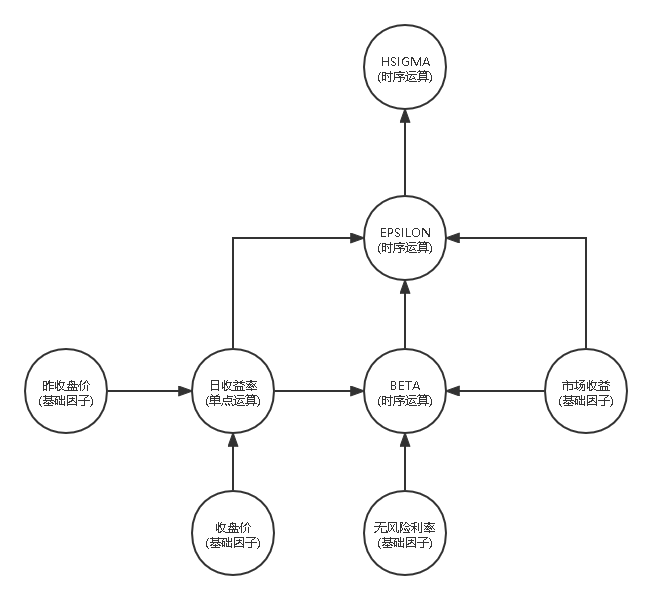 HSIGMA
(时序运算)
EPSILON
(时序运算)
昨收盘价
(基础因子)
日收益率
(单点运算)
BETA
(时序运算)
市场收益
(基础因子)
收盘价
(基础因子)
无风险利率
(基础因子)